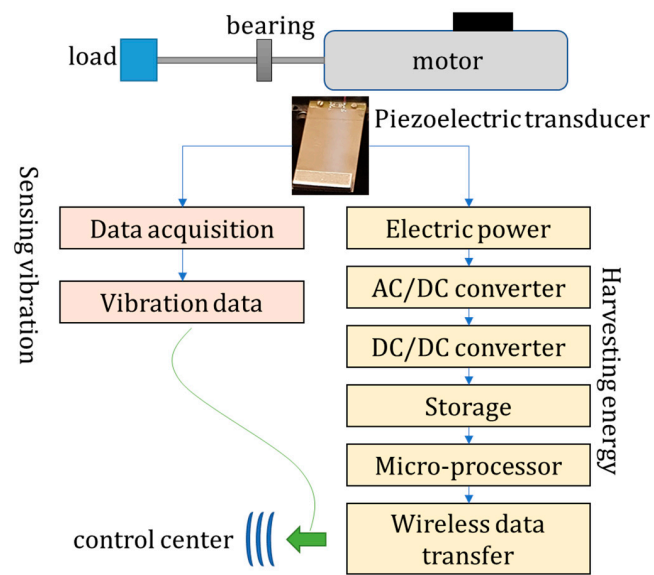 bearing
load
motor
Piezoelectric transducer
Sensing vibration
Data acquisition
Vibration data
Electric power
AC/DC converter
DC/DC converter
Storage
Micro-processor
Wireless data
transfer
Harvesting energy
control center